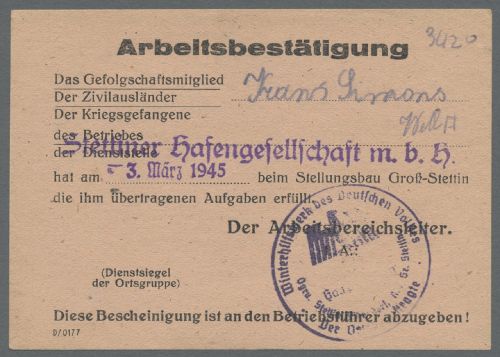 Arbeitsbestätigung
3420
Das Gefolgschaftsmitglied
Der Zivilausländer
Frans Simons
Der Kriegsgefangene
des Betriebes
der Dienststelle
Stettiner Hafengesellschaft m. b. H.
hat am - 3. März 1945 beim Stellungsbau Groß-Stettin
die ihm übertragenen Aufgaben erfüllt.
Der Arbeitsbereichsleiter.
Winterhilfswerk des Deutschen Volkes
(Dienstsiegel
der Ortsgruppe)
Diese Bescheinigung ist an den Betriebsführer abzugeben!
D/0177